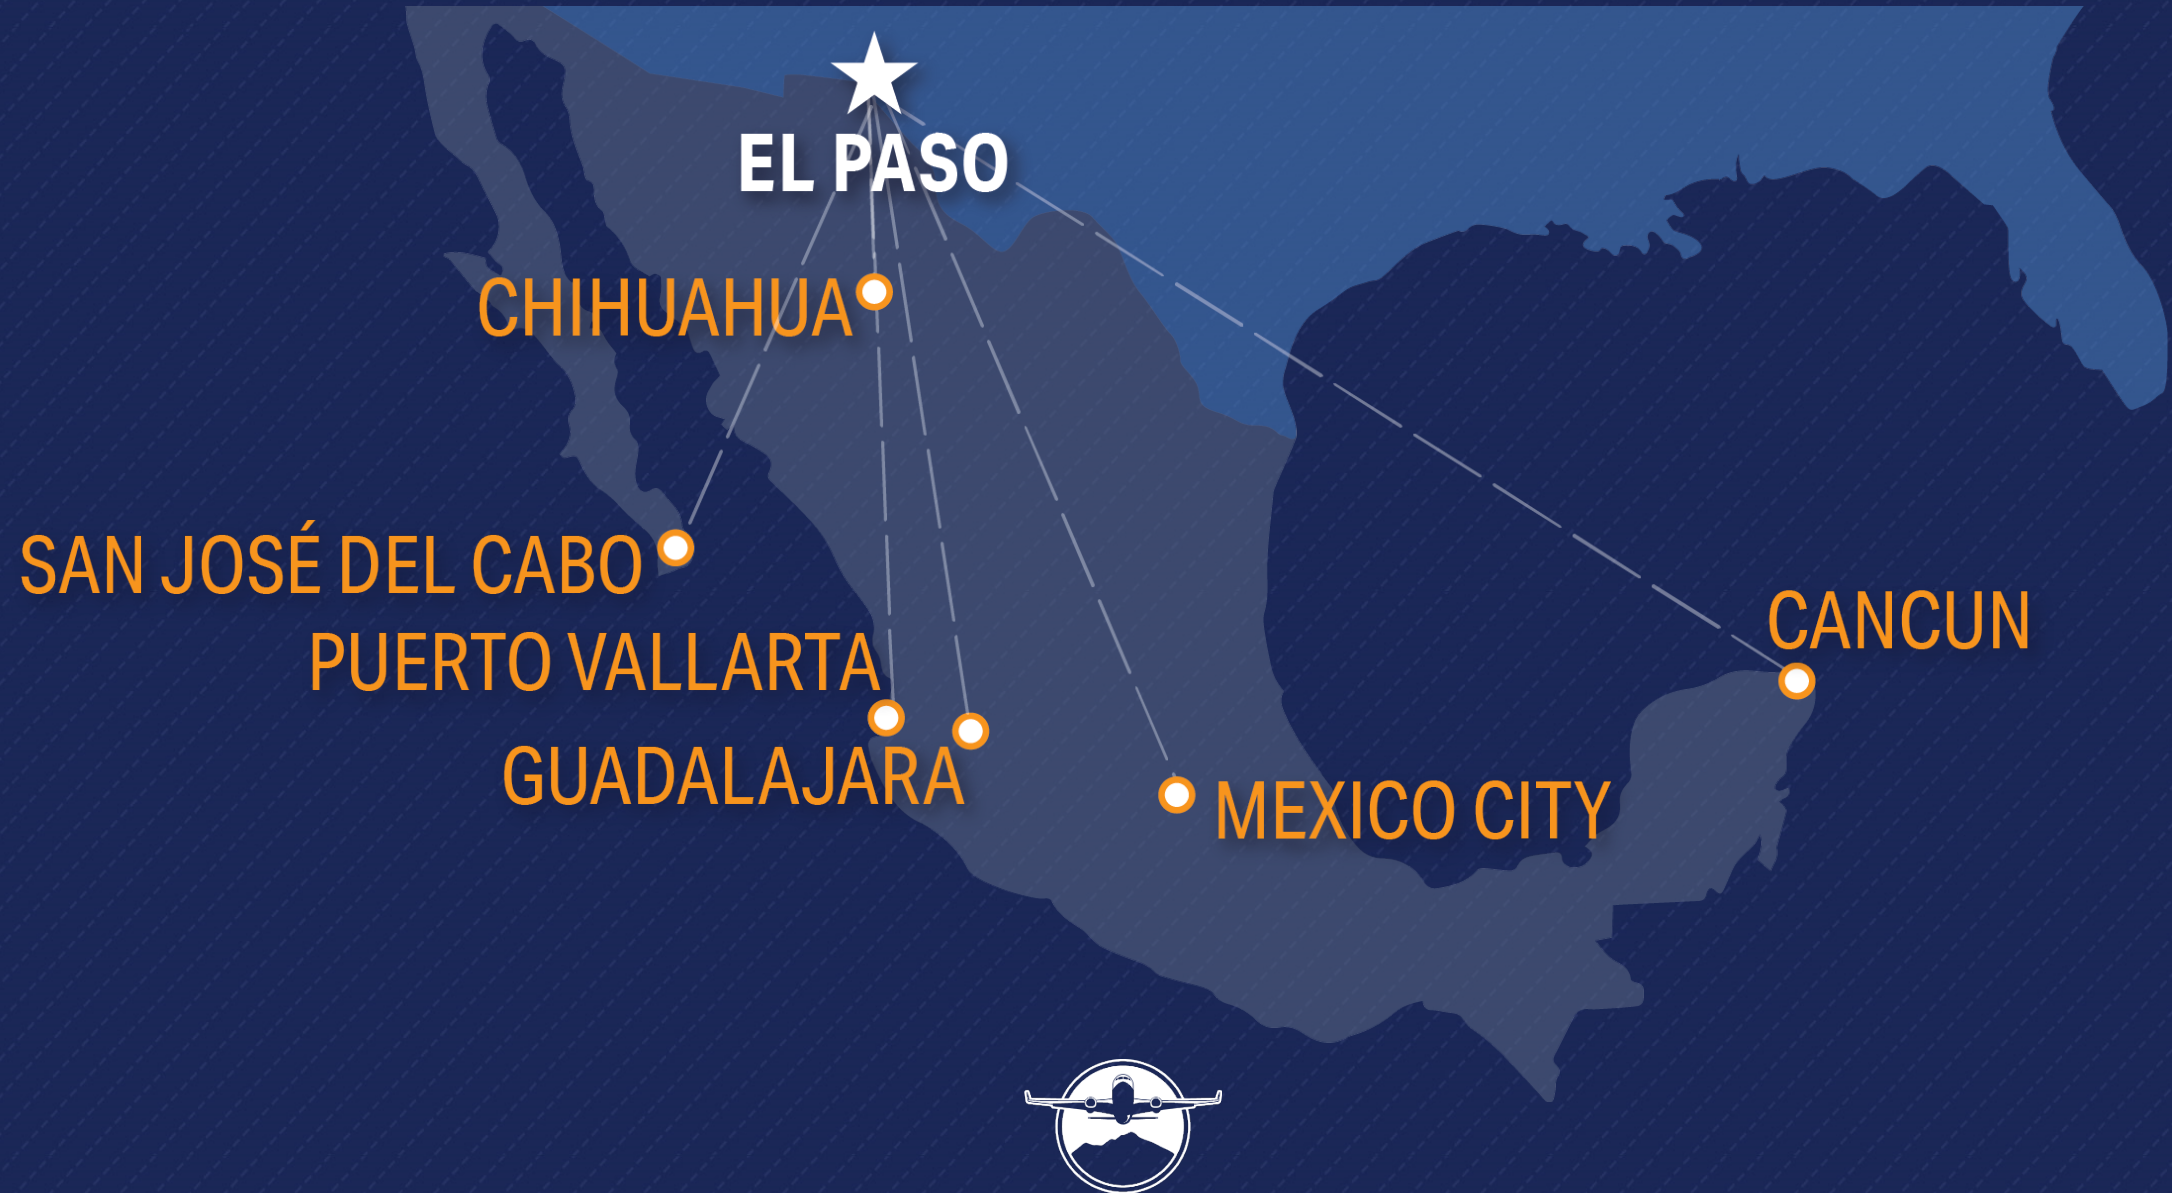 EL PASO
CHIHUAHUA
SAN JOSÉ DEL CABO
CANCUN
PUERTO VALLARTA
GUADALAJARA
MEXICO CITY